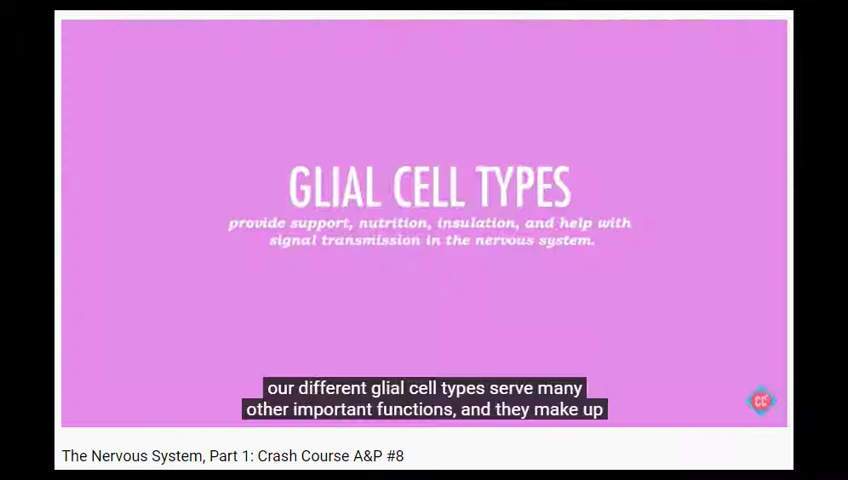 GLIAL CELL TYPES
provide support, nutrition, insulation, and help with
signal transmission in the nervous system.
our different glial cell types serve many
other important functions, and they make up
CC
The Nervous System, Part 1: Crash Course A&P #8